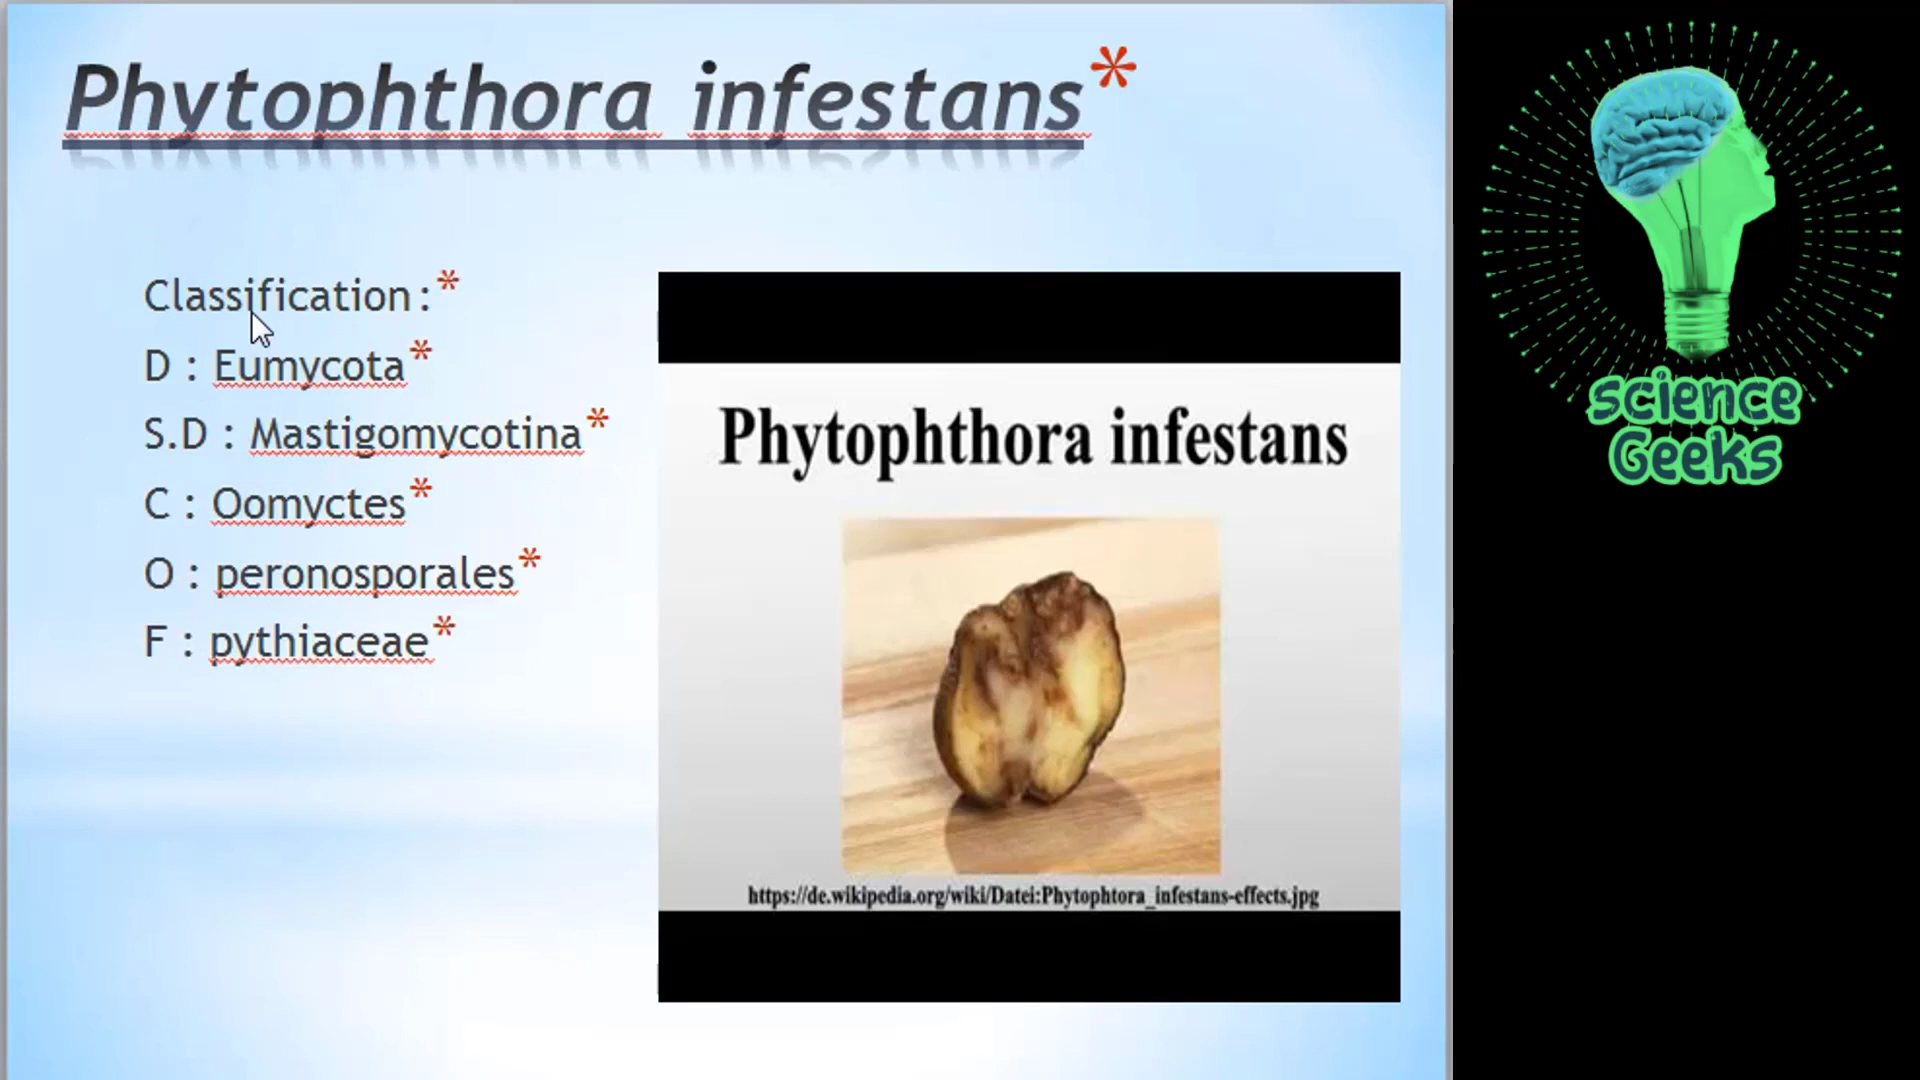 Phytophthora infestans*
Classification :*
D : Eumycota*
S.D : Mastigomycotina*
C : Oomyctes*
O : peronosporales*
F : pythiaceae*
Phytophthora infestans
https://de.wikipedia.org/wiki/Datei:Phytophtora_infestans-effects.jpg
science
Geeks